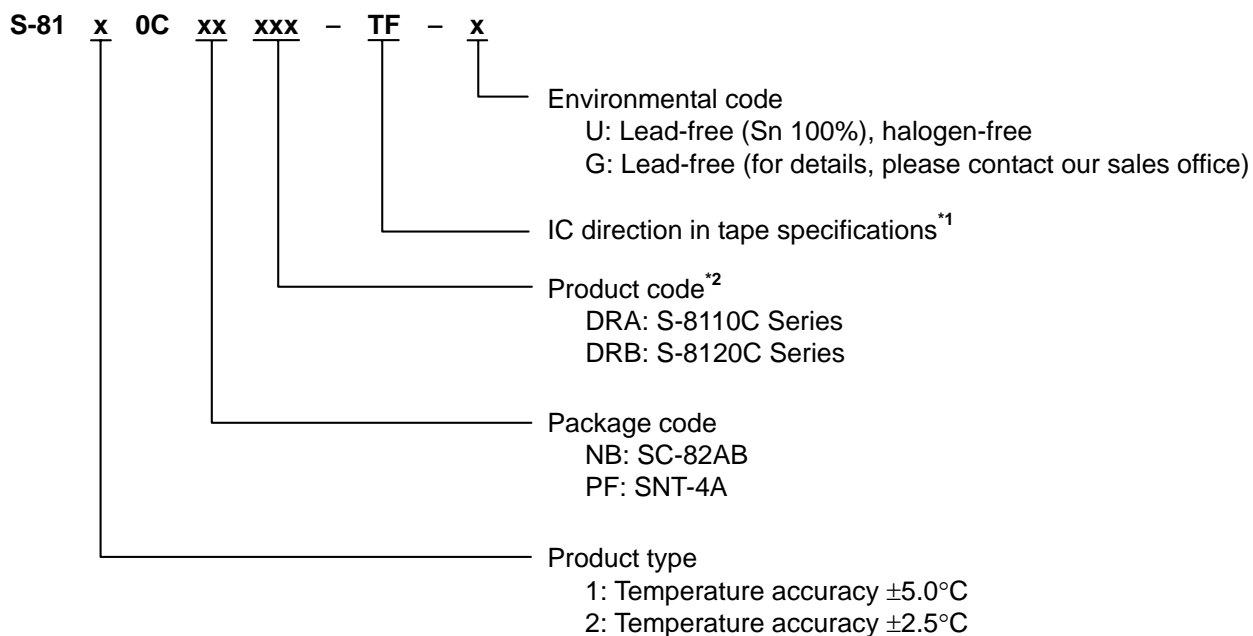 S-81 x 0C xx xxx – TF – x
Environmental code
U: Lead-free (Sn 100%), halogen-free
G: Lead-free (for details, please contact our sales office)
IC direction in tape specifications*1
Product code*2
DRA: S-8110C Series
DRB: S-8120C Series
Package code
NB: SC-82AB
PF: SNT-4A
Product type
1: Temperature accuracy ±5.0°C
2: Temperature accuracy ±2.5°C